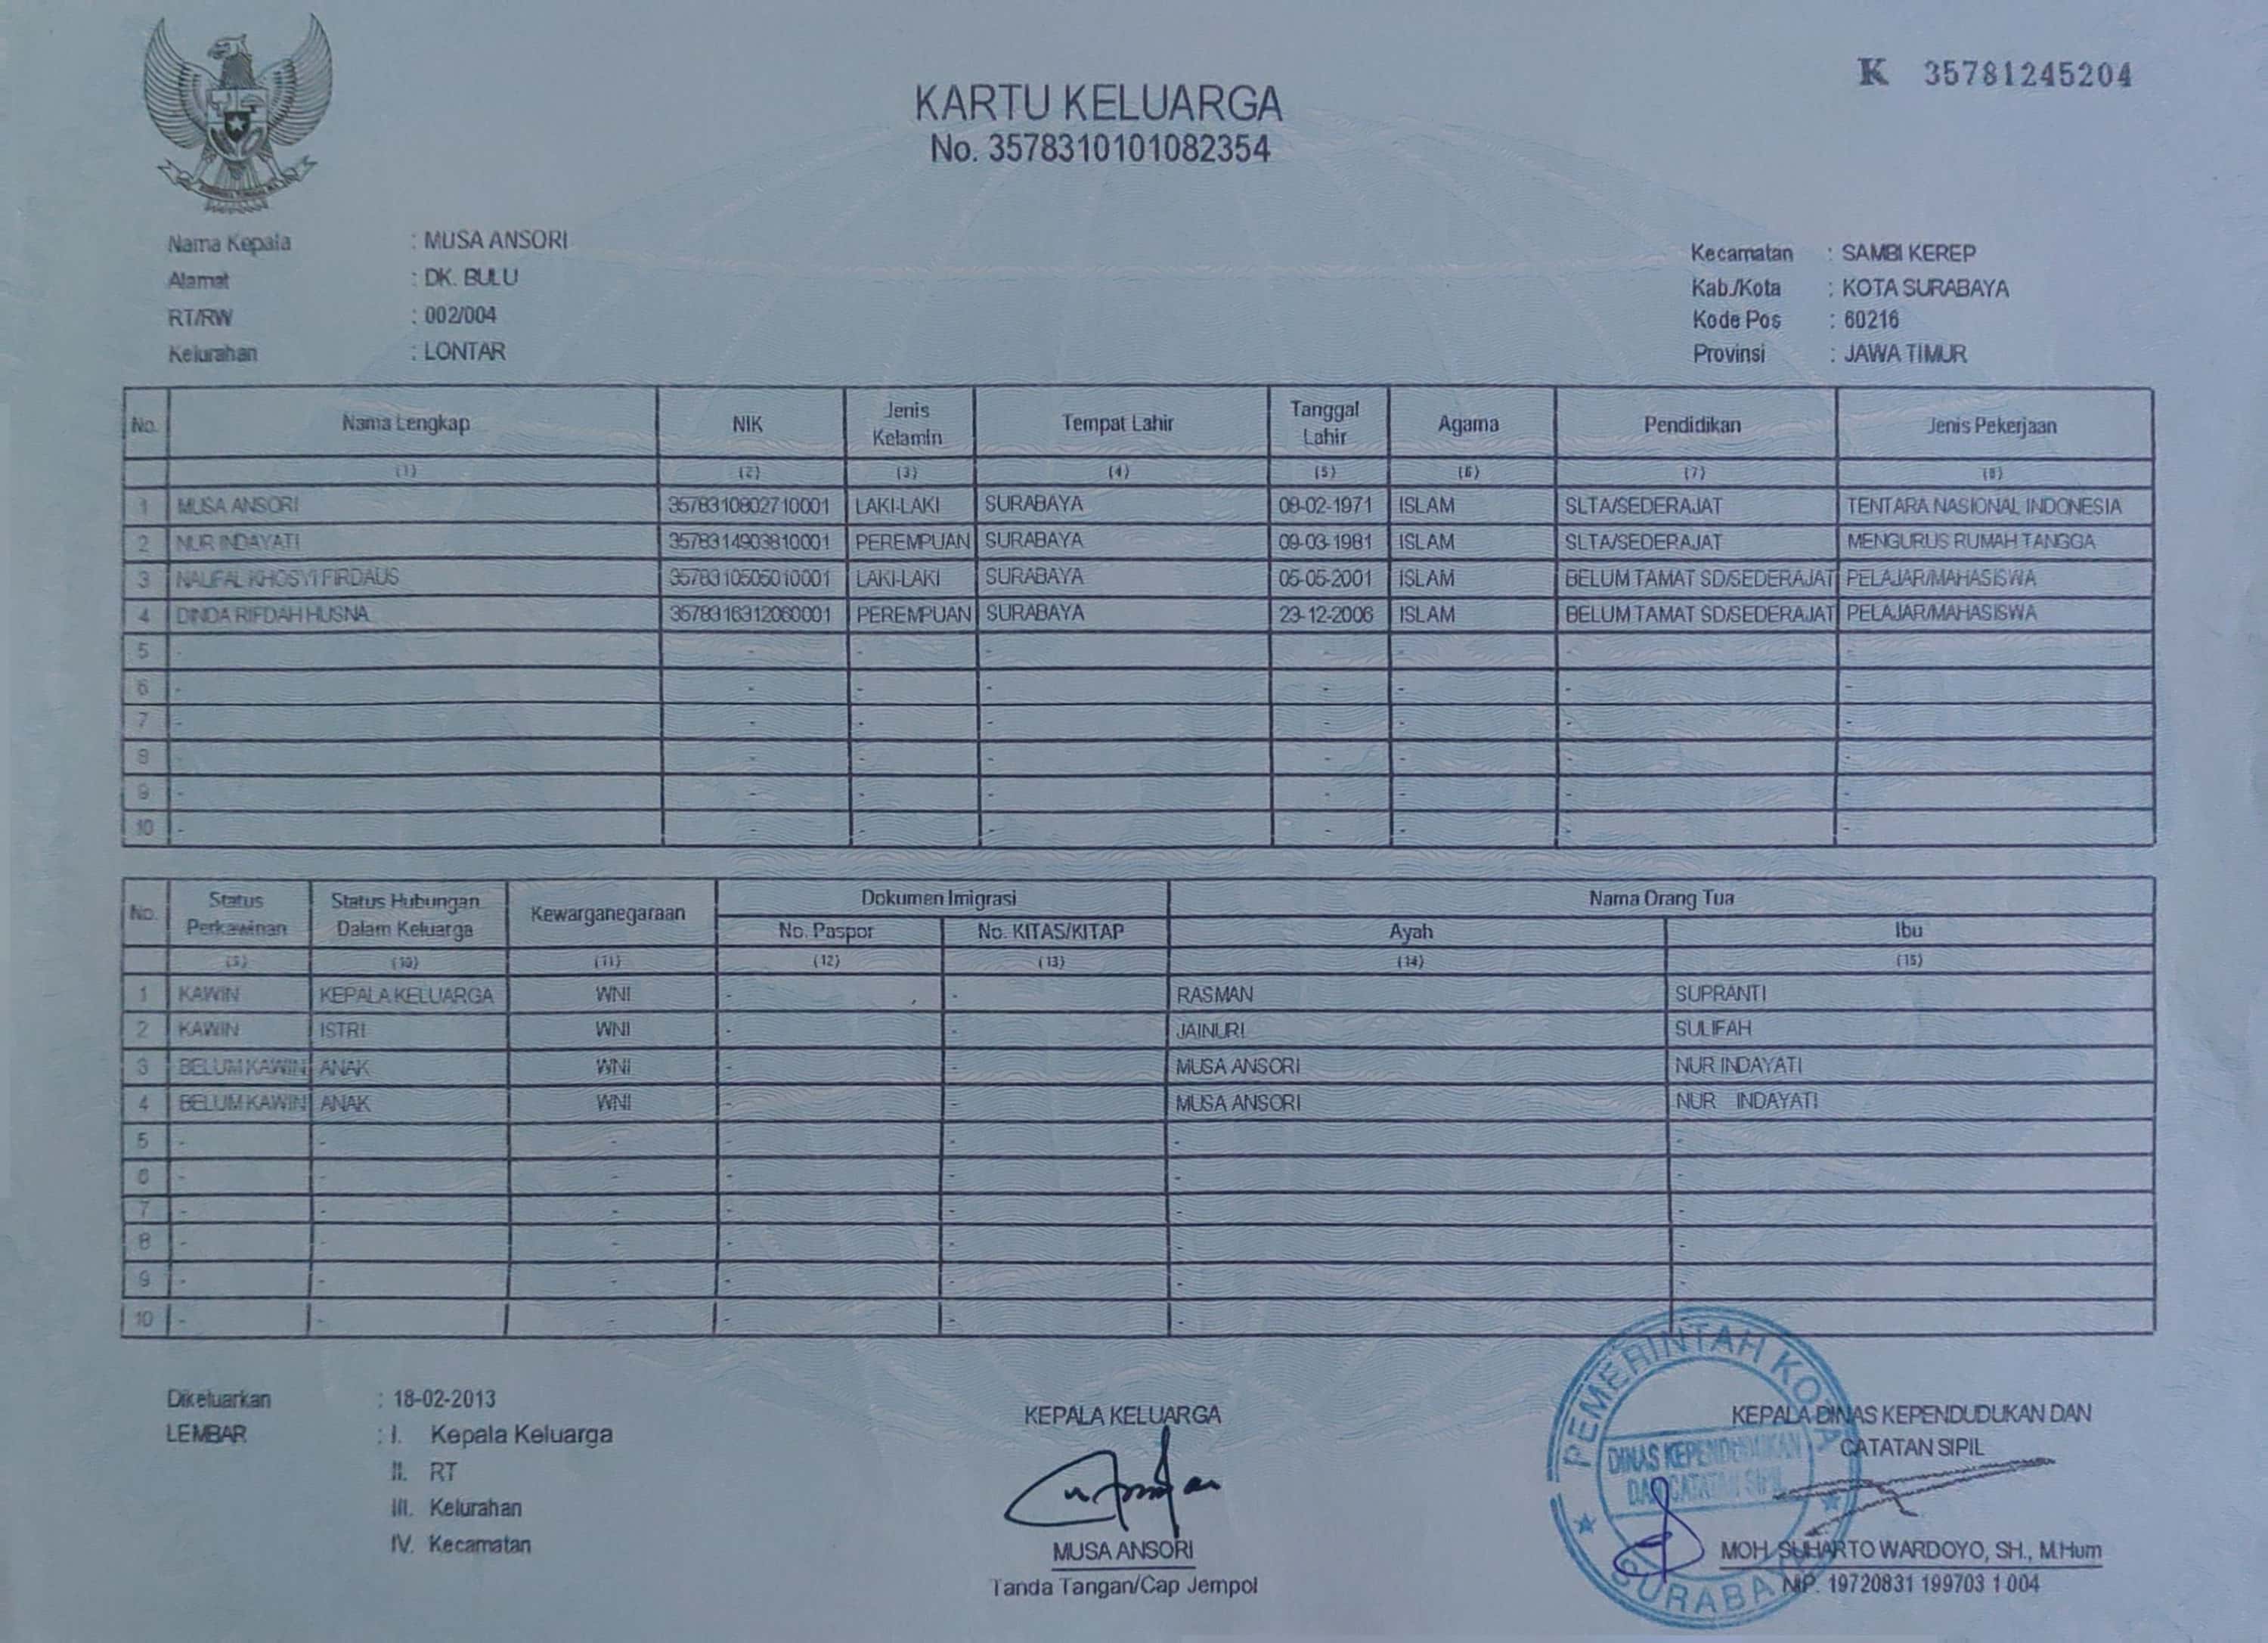 K 35781245204
KARTU KELUARGA
No. 3578310101082354
Nama Kepala : MUSA ANSORI
Alamat : DK. BULU
RT/RW : 002/004
Kelurahan : LONTAR
Kecamatan : SAMBI KEREP
Kab./Kota : KOTA SURABAYA
Kode Pos : 60216
Provinsi : JAWA TIMUR
No. Nama Lengkap NIK Jenis Kelamin Tempat Lahir Tanggal Lahir Agama Pendidikan Jenis Pekerjaan
(1) (2) (3) (4) (5) (6) (7) (8)
1 MUSA ANSORI 3578310802710001 LAKI-LAKI SURABAYA 08-02-1971 ISLAM SLTA/SEDERAJAT TENTARA NASIONAL INDONESIA
2 NUR INDAYATI 3578314903810001 PEREMPUAN SURABAYA 09-03-1981 ISLAM SLTA/SEDERAJAT MENGURUS RUMAH TANGGA
3 NAUFAL KHOSYI FIRDAUS 3578310505010001 LAKI-LAKI SURABAYA 05-05-2001 ISLAM BELUM TAMAT SD/SEDERAJAT PELAJAR/MAHASISWA
4 DINDA RIFDAH HUSNA 3578316312060001 PEREMPUAN SURABAYA 23-12-2006 ISLAM BELUM TAMAT SD/SEDERAJAT PELAJAR/MAHASISWA
5 - - - - - - - -
6 - - - - - - - -
7 - - - - - - - -
8 - - - - - - - -
9 - - - - - - - -
10 - - - - - - - -
No. Status Perkawinan Status Hubungan Dalam Keluarga Kewarganegaraan Dokumen Imigrasi Nama Orang Tua
No. Paspor No. KITAS/KITAP Ayah Ibu
(9) (10) (11) (12) (13) (14) (15)
1 KAWIN KEPALA KELUARGA WNI - - RASMAN SUPRANTI
2 KAWIN ISTRI WNI - - JAINURI SULIFAH
3 BELUM KAWIN ANAK WNI - - MUSA ANSORI NUR INDAYATI
4 BELUM KAWIN ANAK WNI - - MUSA ANSORI NUR INDAYATI
5 - - - - - - -
6 - - - - - - -
7 - - - - - - -
8 - - - - - - -
9 - - - - - - -
10 - - - - - -
Dikeluarkan : 18-02-2013
LEMBAR : I. Kepala Keluarga
II. RT
III. Kelurahan
IV. Kecamatan
KEPALA KELUARGA
MUSA ANSORI
Tanda Tangan/Cap Jempol
KEPALA DINAS KEPENDUDUKAN DAN
CATATAN SIPIL
MOH. SUHARTO WARDOYO, SH., M.Hum
NIP. 19720831 199703 1 004
PEMERINTAH KOTA
DINAS KEPENDUDUKAN
DAN CATATAN SIPIL
SURABAYA